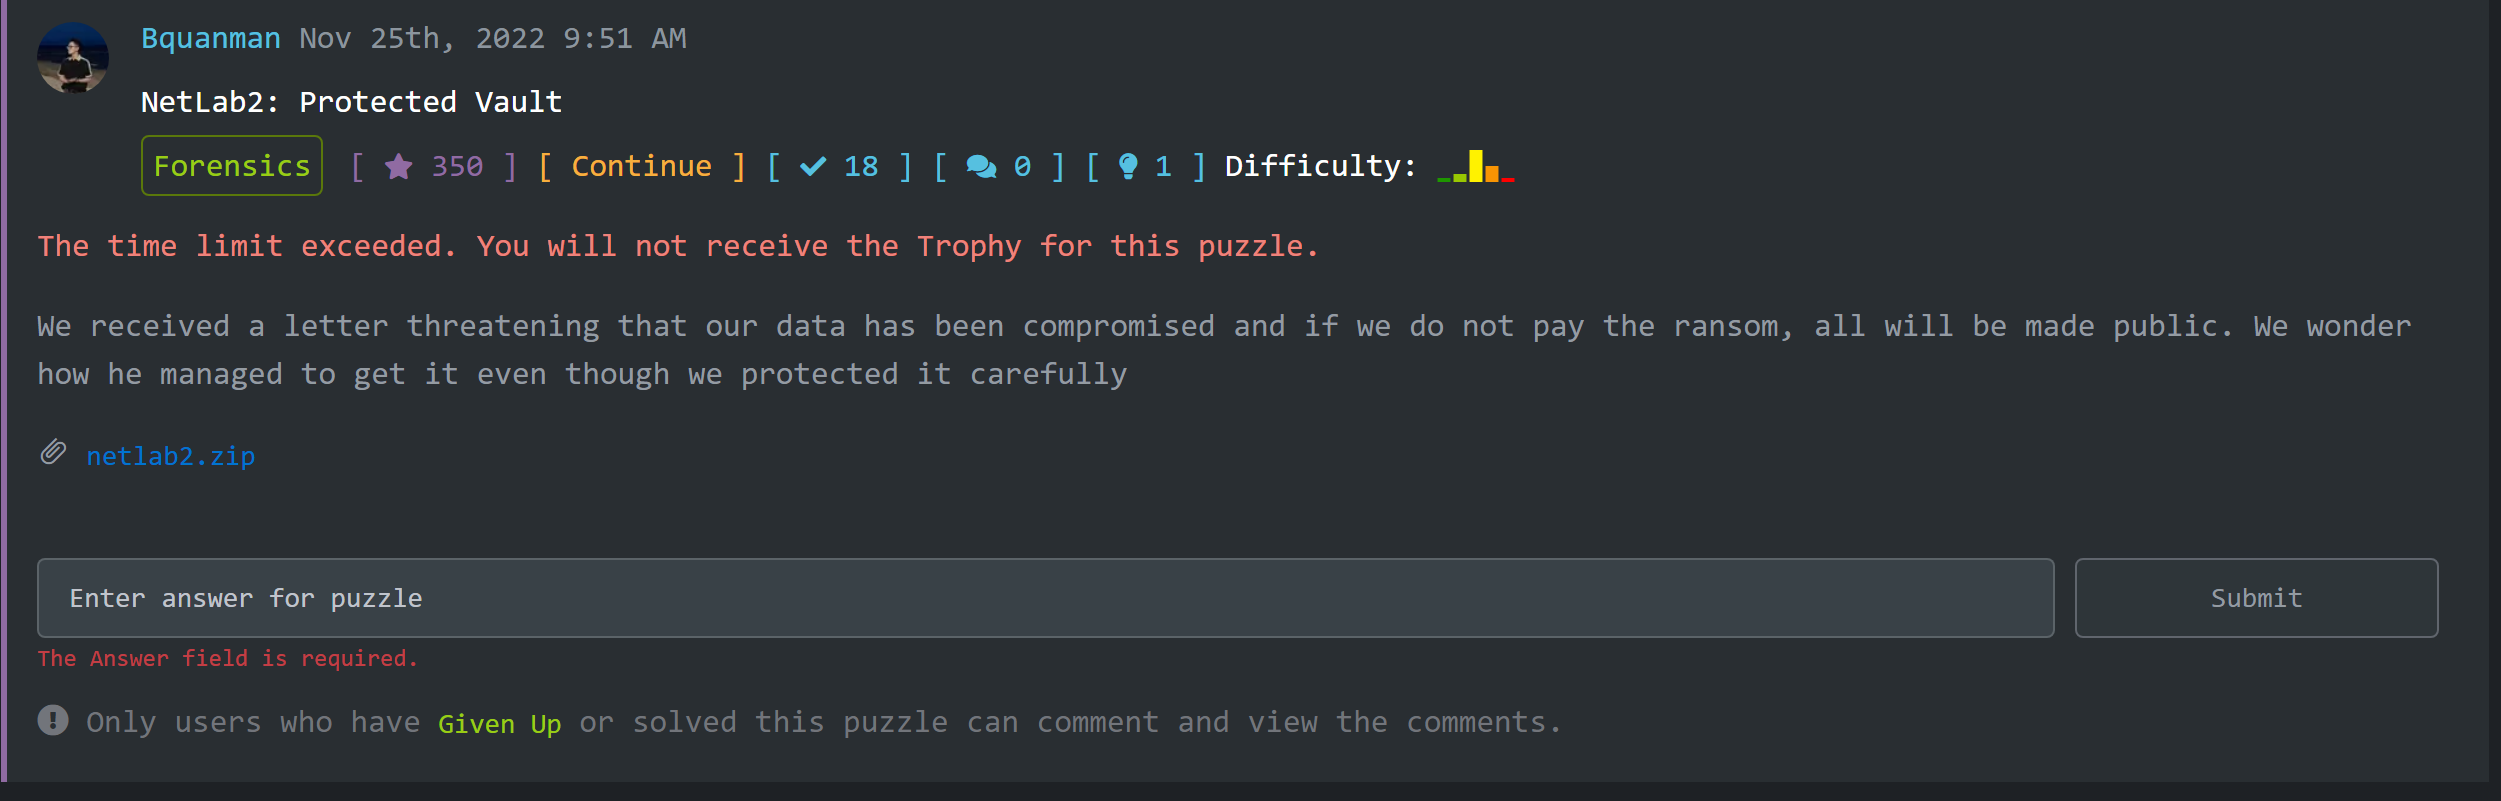 Bquanman Nov 25th, 2022 9:51 AM
NetLab2: Protected Vault
Forensics [ 350 ] [ Continue ] [ 18 ] [ 0 ] [ 1 ] Difficulty:
The time limit exceeded. You will not receive the Trophy for this puzzle.
We received a letter threatening that our data has been compromised and if we do not pay the ransom, all will be made public. We wonder
how he managed to get it even though we protected it carefully
netlab2.zip
Enter answer for puzzle Submit
The Answer field is required.
Only users who have Given Up or solved this puzzle can comment and view the comments.